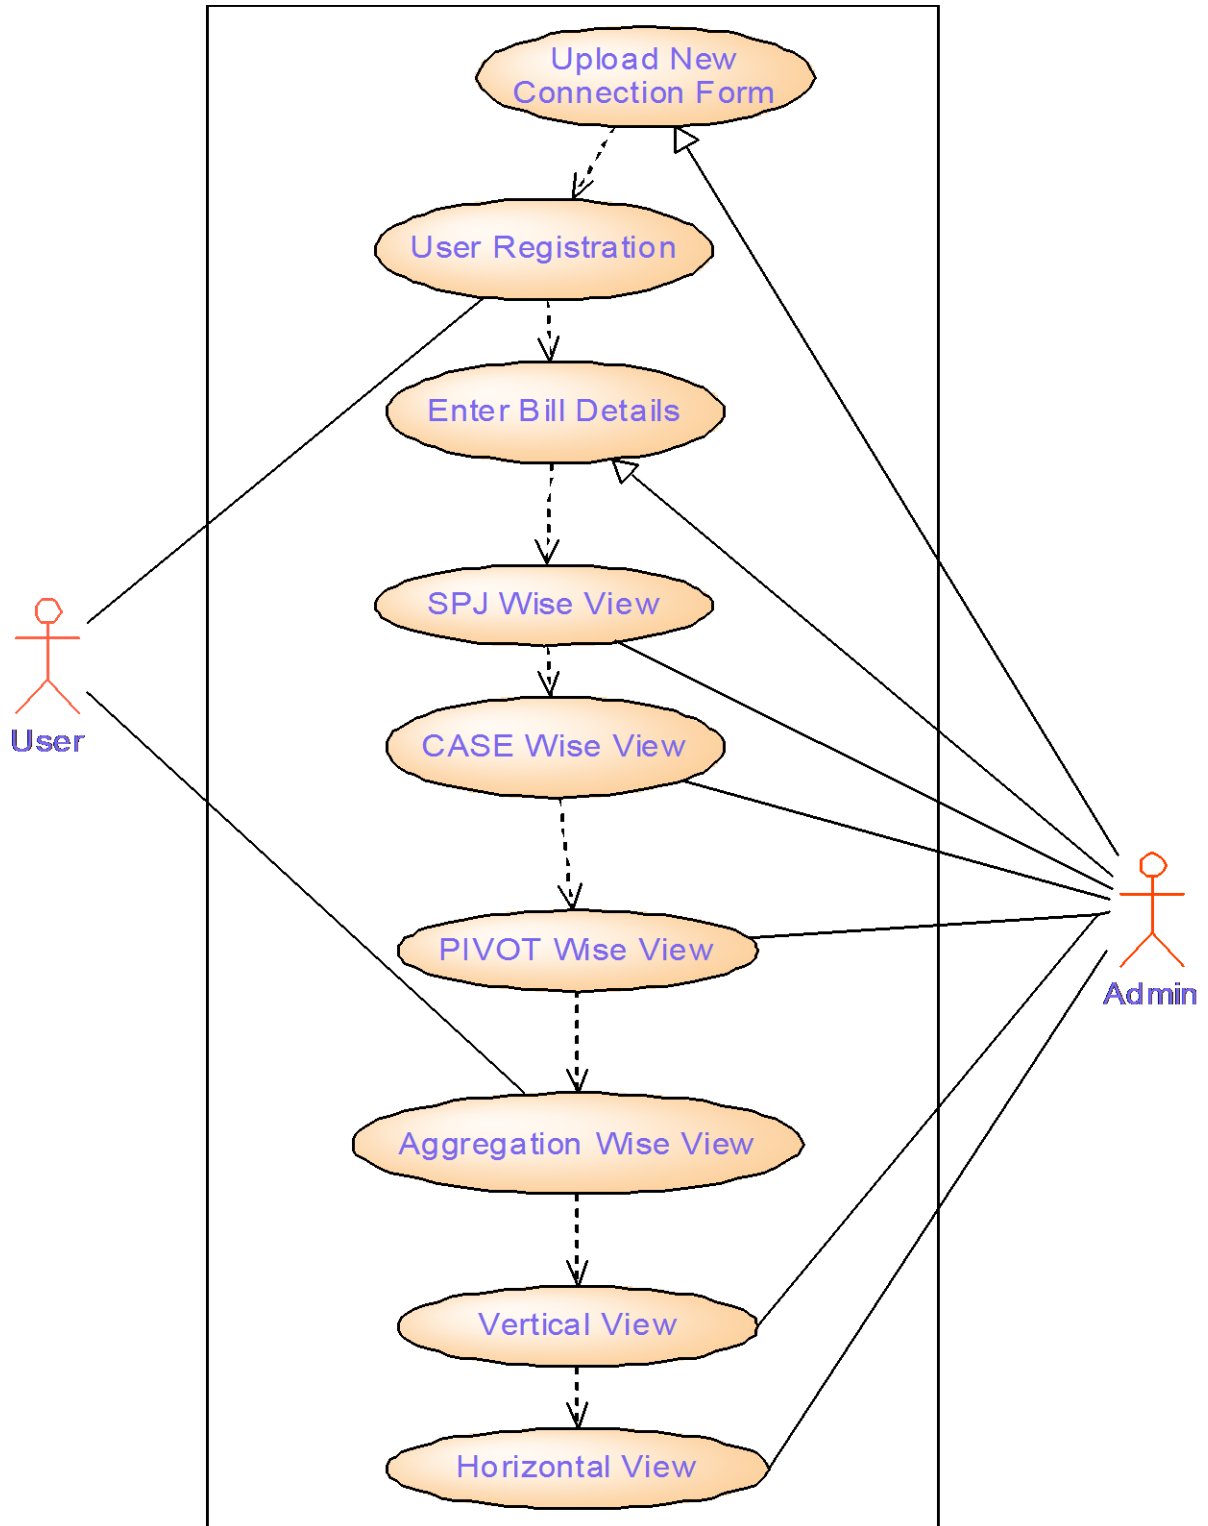 Upload New
Connection Form
User Registration
Enter Bill Details
SPJ Wise View
User
CASE Wise View
PIVOT Wise View
Admin
Aggregation Wise View
Vertical View
Horizontal View